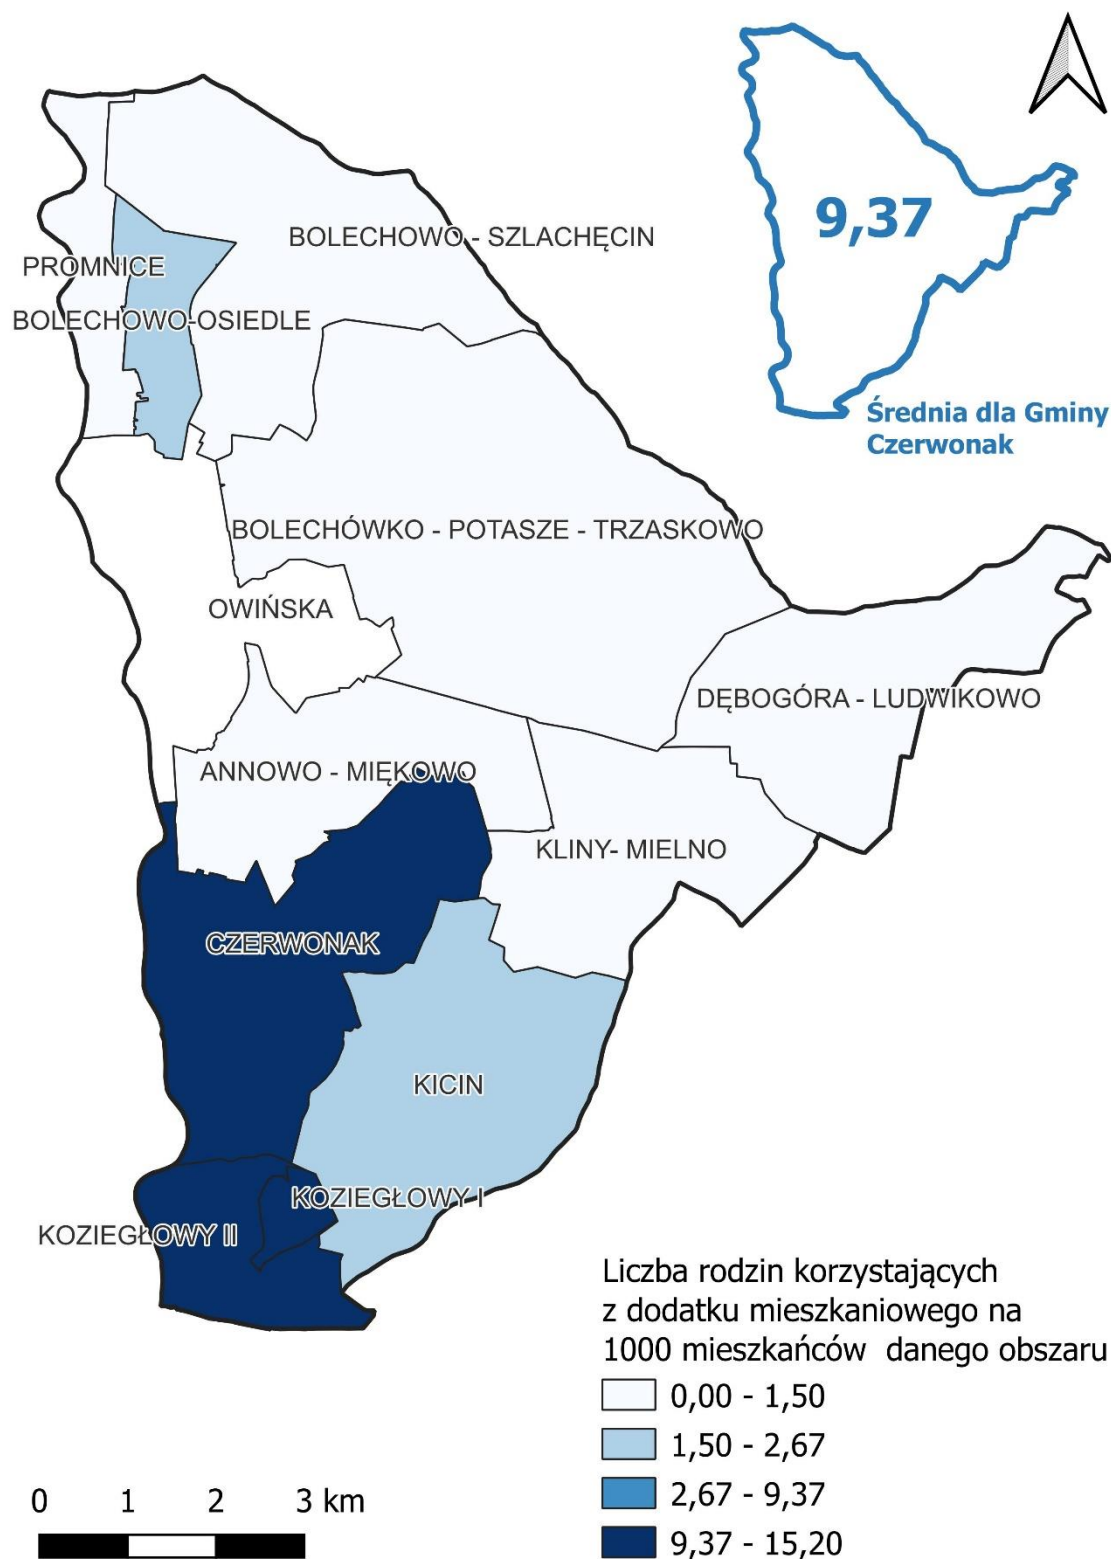 9,37
Średnia dla Gminy
Czerwonak
BOLECHOWO - SZLACHĘCIN
PROMNICE
BOLECHOWO-OSIEDLE
BOLECHÓWKO - POTASZE - TRZASKOWO
OWIŃSKA
DĘBOGÓRA - LUDWIKOWO
ANNOWO - MIĘKOWO
KLINY- MIELNO
CZERWONAK
KICIN
KOZIEGŁOWY I
KOZIEGŁOWY II
Liczba rodzin korzystających
z dodatku mieszkaniowego na
1000 mieszkańców danego obszaru
0,00 - 1,50
1,50 - 2,67
2,67 - 9,37
9,37 - 15,20
0 1 2 3 km